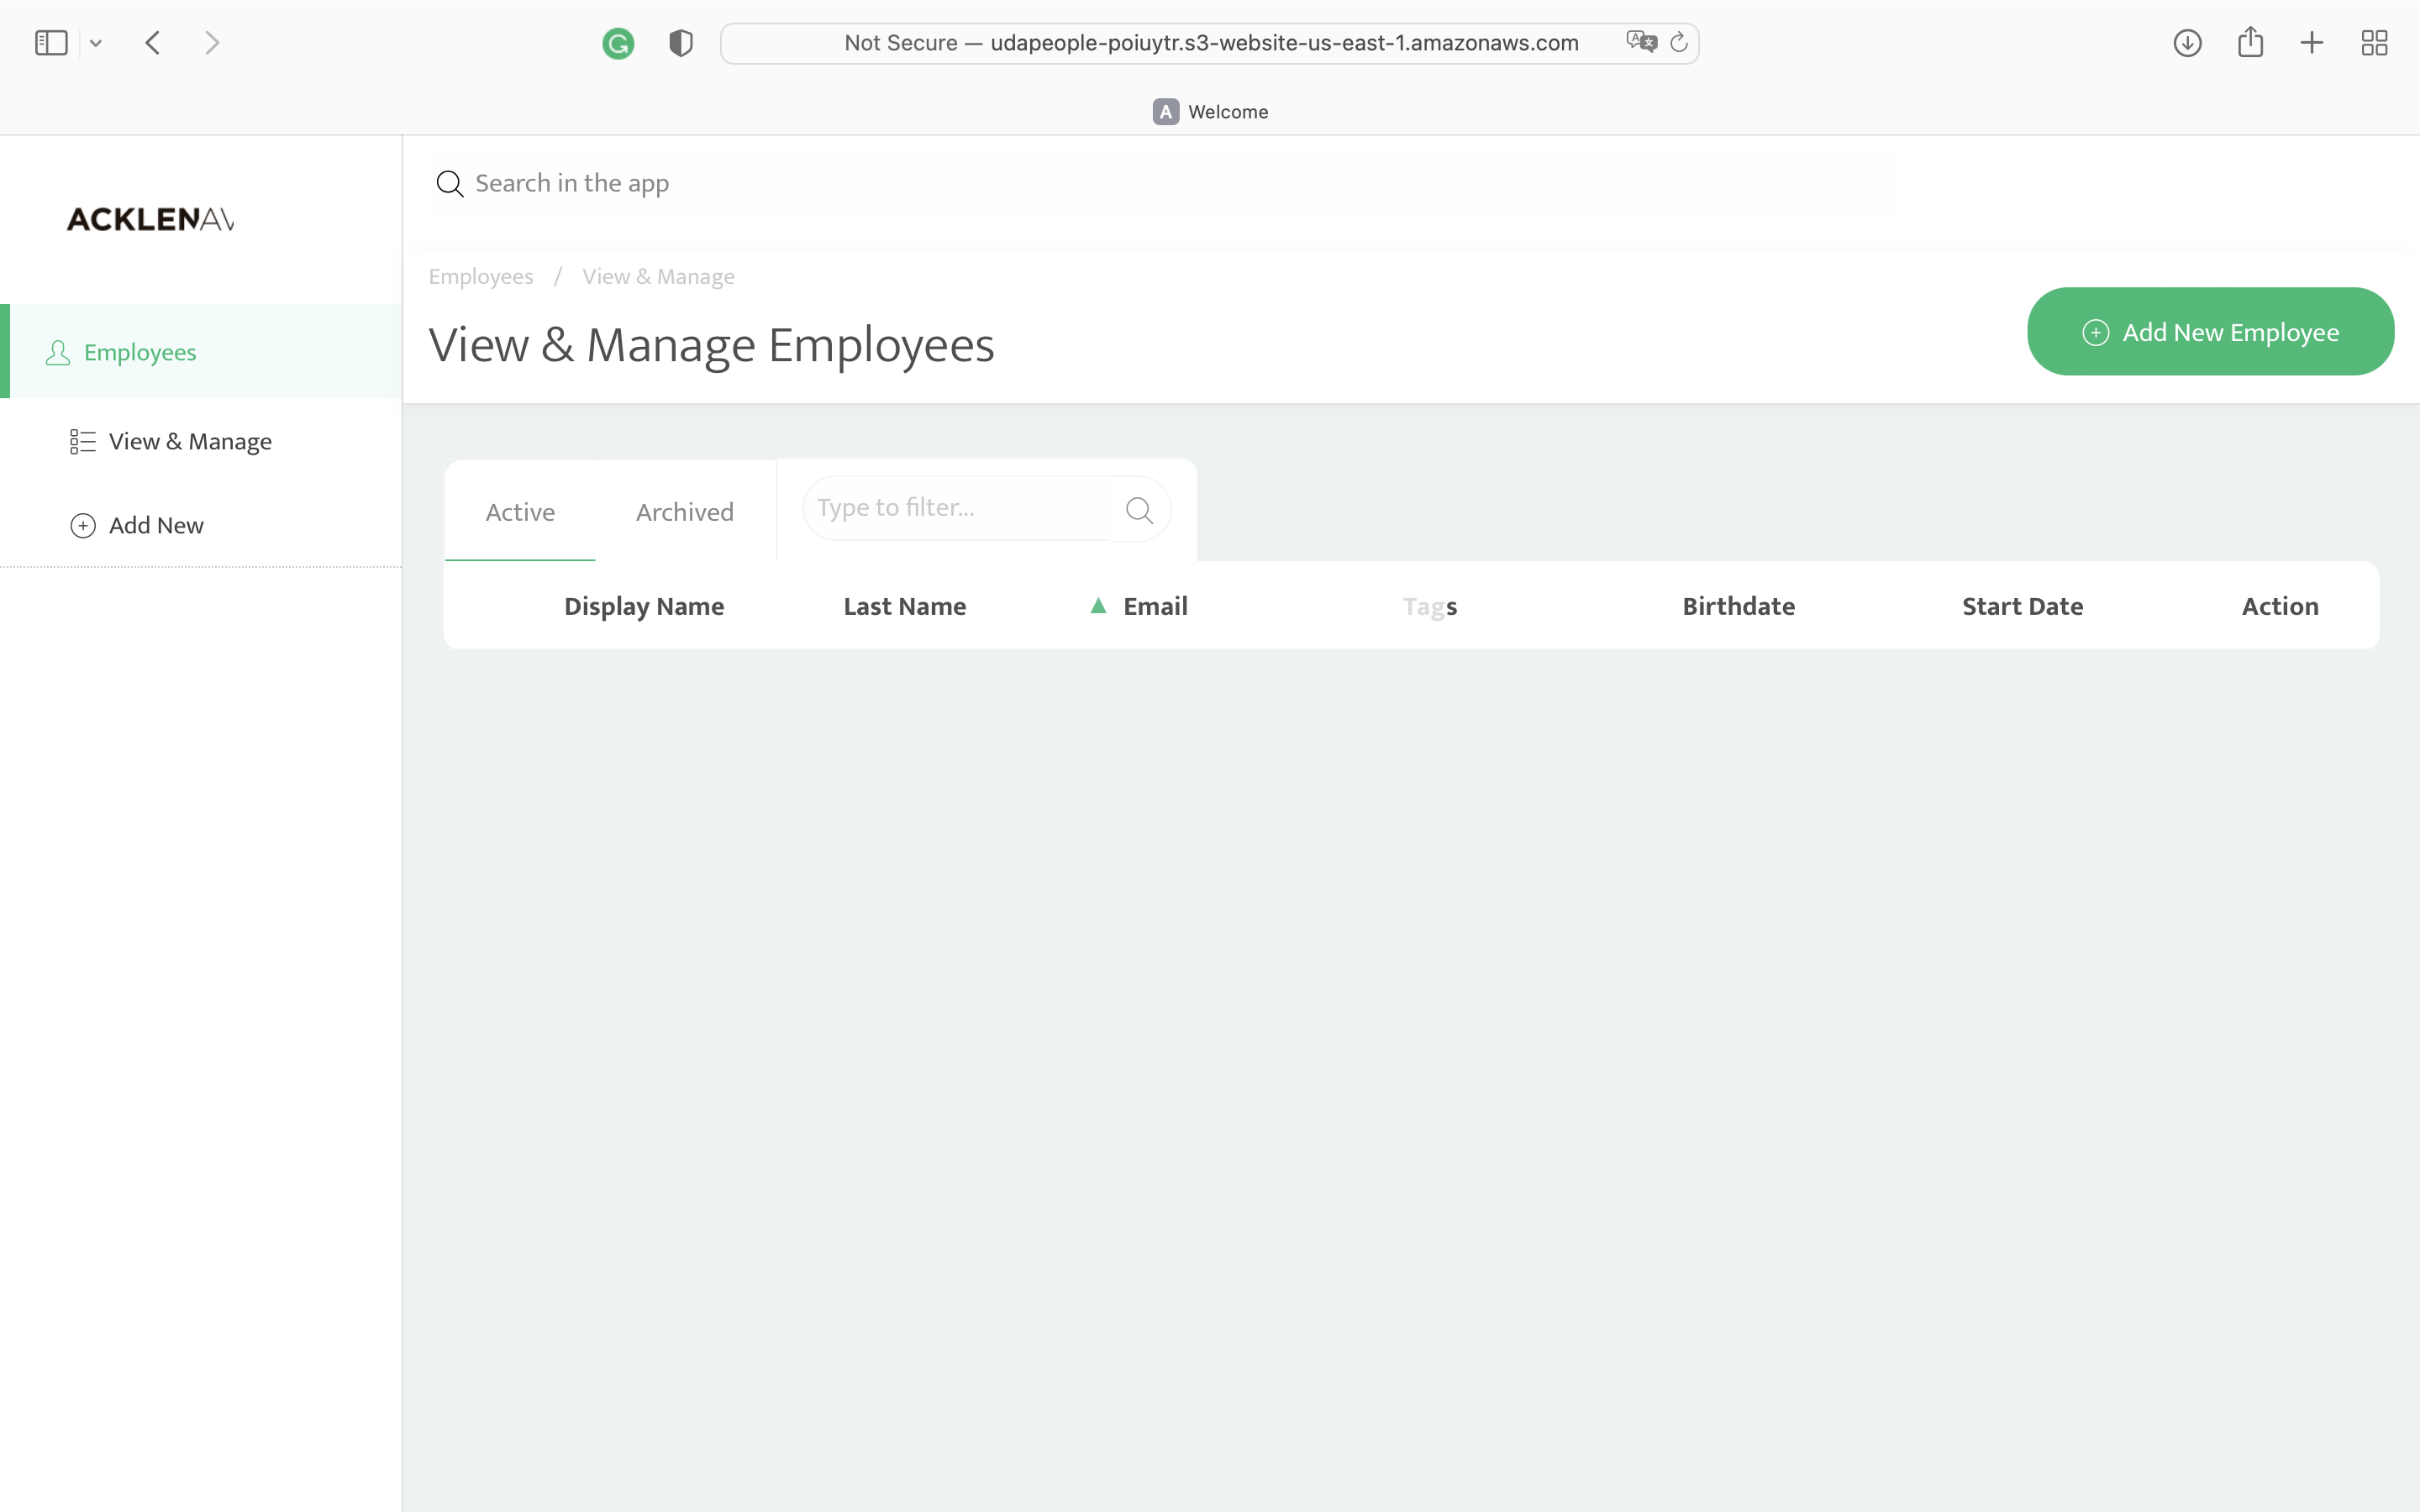 Not Secure — udapeople-poiuytr.s3-website-us-east-1.amazonaws.com
A Welcome
ACKLENAV
Search in the app
Employees / View & Manage
View & Manage Employees
Add New Employee
Employees
View & Manage
Add New
Active Archived Type to filter...
Display Name Last Name ▲ Email Tags Birthdate Start Date Action